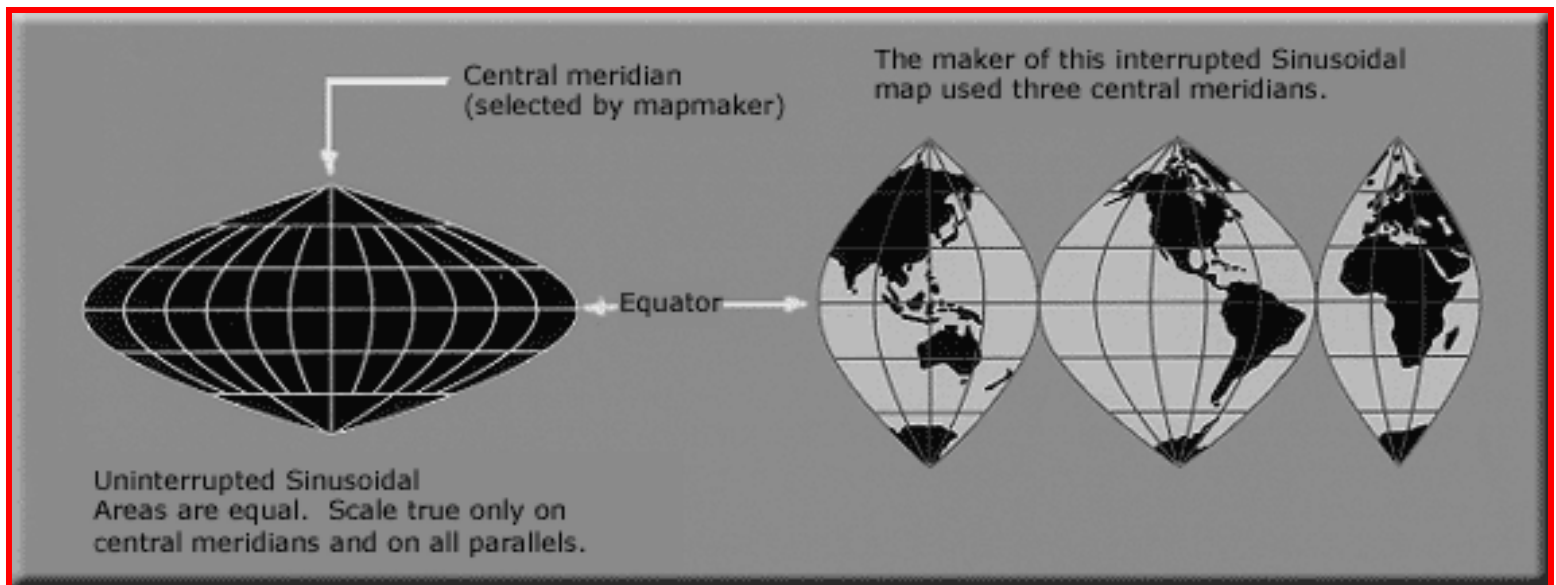 Central meridian
(selected by mapmaker)
The maker of this interrupted Sinusoidal
map used three central meridians.
Equator
Uninterrupted Sinusoidal
Areas are equal. Scale true only on
central meridians and on all parallels.